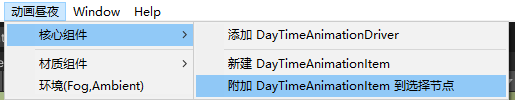 动画昼夜 Window Help
核心组件 >
材质组件 >
环境(Fog,Ambient)
添加 DayTimeAnimationDriver
新建 DayTimeAnimationItem
附加 DayTimeAnimationItem 到选择节点